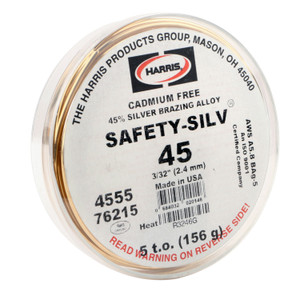 THE HARRIS PRODUCTS GROUP, MASON, OH 45040
HARRIS
CADMIUM FREE
45% SILVER BRAZING ALLOY
SAFETY-SILV
45
3/32" (2.4 mm)
Made in USA
4555
76215
AWS A5.8 BAg-5
An ISO 9001
Certified Company
Heat
R3246G
READ WARNING ON REVERSE SIDE!
5 t.o. (156 g)